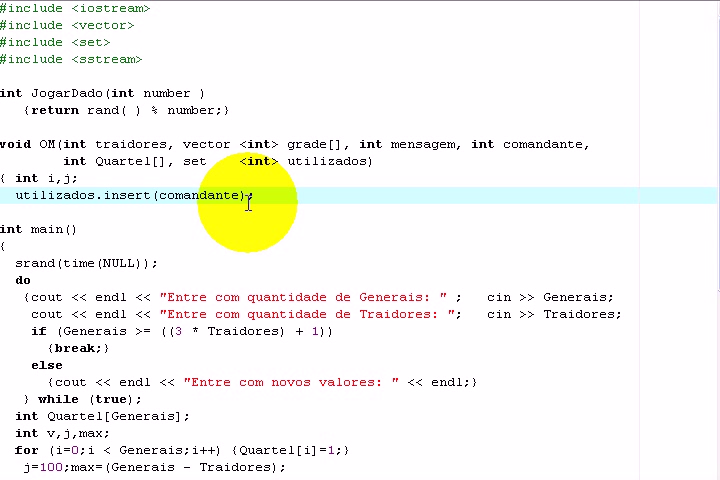 #include <iostream>
#include <vector>
#include <set>
#include <sstream>
int JogarDado(int number )
{return rand( ) % number;}
void OM(int traidores, vector <int> grade[], int mensagem, int comandante,
int Quartel[], set <int> utilizados)
{ int i,j;
utilizados.insert(comandante);
int main()
{
srand(time(NULL));
do
{cout << endl << "Entre com quantidade de Generais: " ; cin >> Generais;
cout << endl << "Entre com quantidade de Traidores: "; cin >> Traidores;
if (Generais >= ((3 * Traidores) + 1))
{break;}
else
{cout << endl << "Entre com novos valores: " << endl;}
} while (true);
int Quartel[Generais];
int v,j,max;
for (i=0;i < Generais;i++) {Quartel[i]=1;}
j=100;max=(Generais - Traidores);